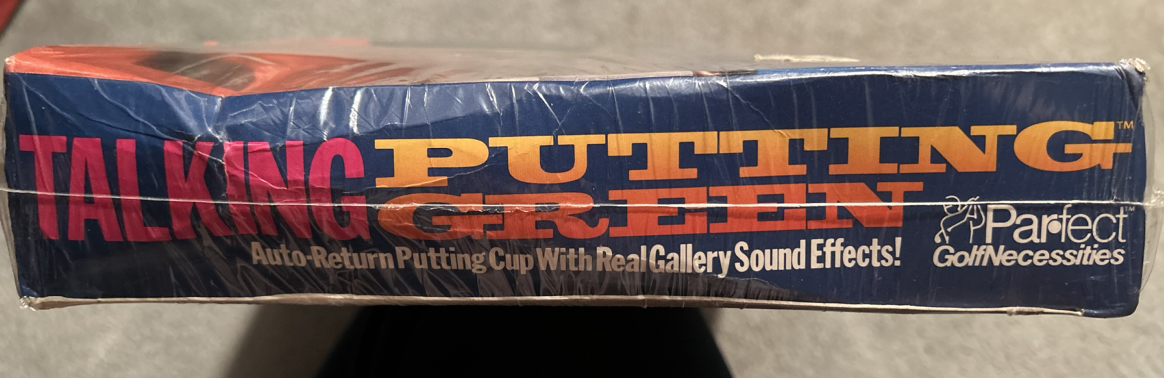 TALKING PUTTING™
GREEN
Auto-Return Putting Cup With Real Gallery Sound Effects!
Par•fect™
GolfNecessities